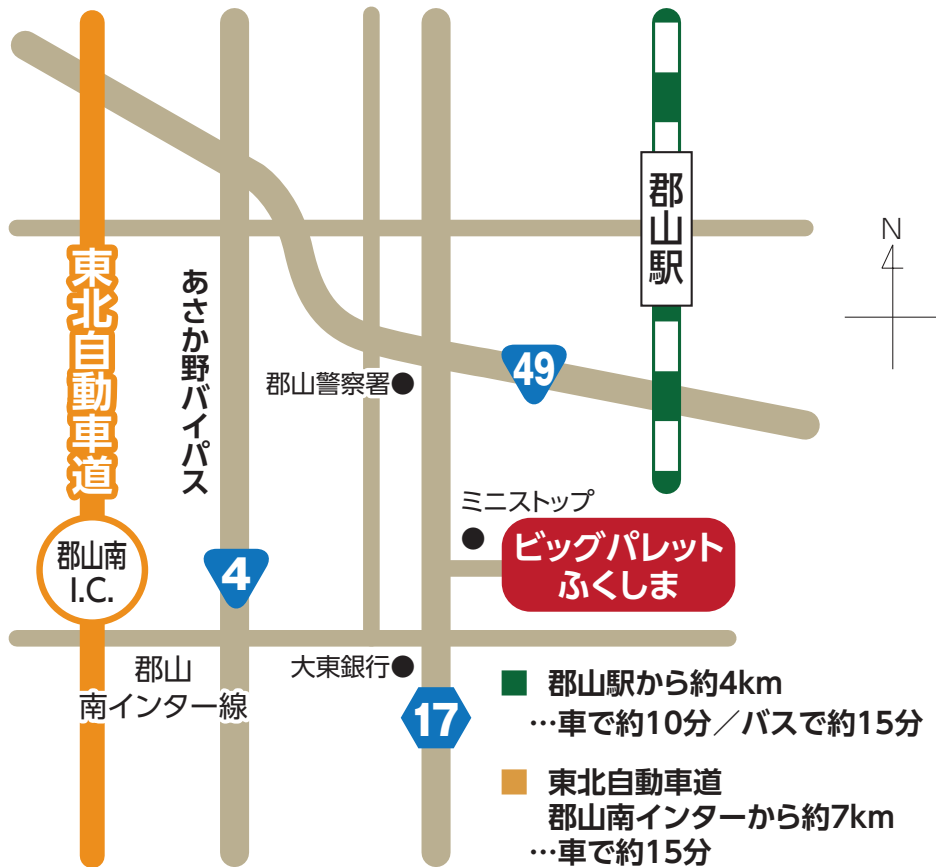 東北自動車道
あさか野バイパス
郡山駅
N
49
郡山警察署
ミニストップ
ビッグパレット
ふくしま
郡山南
I.C.
4
郡山
南インター線
大東銀行
17
郡山駅から約4km
…車で約10分／バスで約15分
東北自動車道
郡山南インターから約7km
…車で約15分